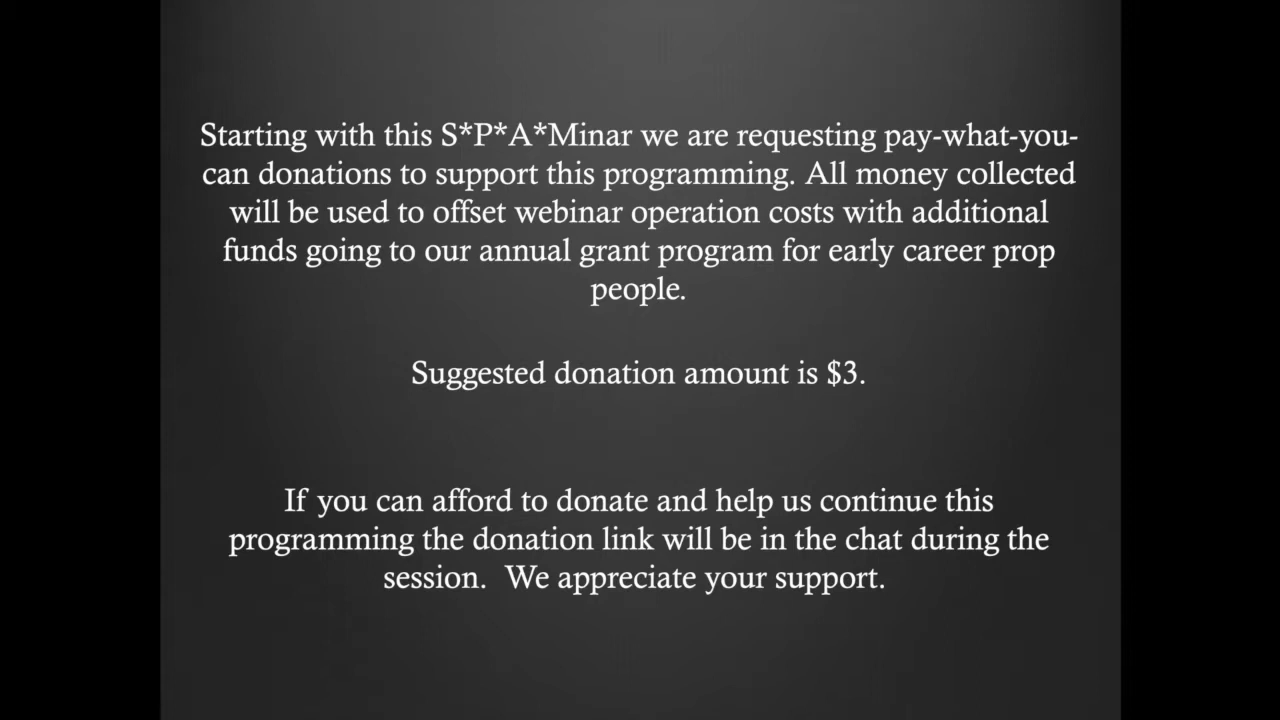 Starting with this S*P*A*Minar we are requesting pay-what-you-
can donations to support this programming. All money collected
will be used to offset webinar operation costs with additional
funds going to our annual grant program for early career prop
people.
Suggested donation amount is $3.
If you can afford to donate and help us continue this
programming the donation link will be in the chat during the
session.  We appreciate your support.